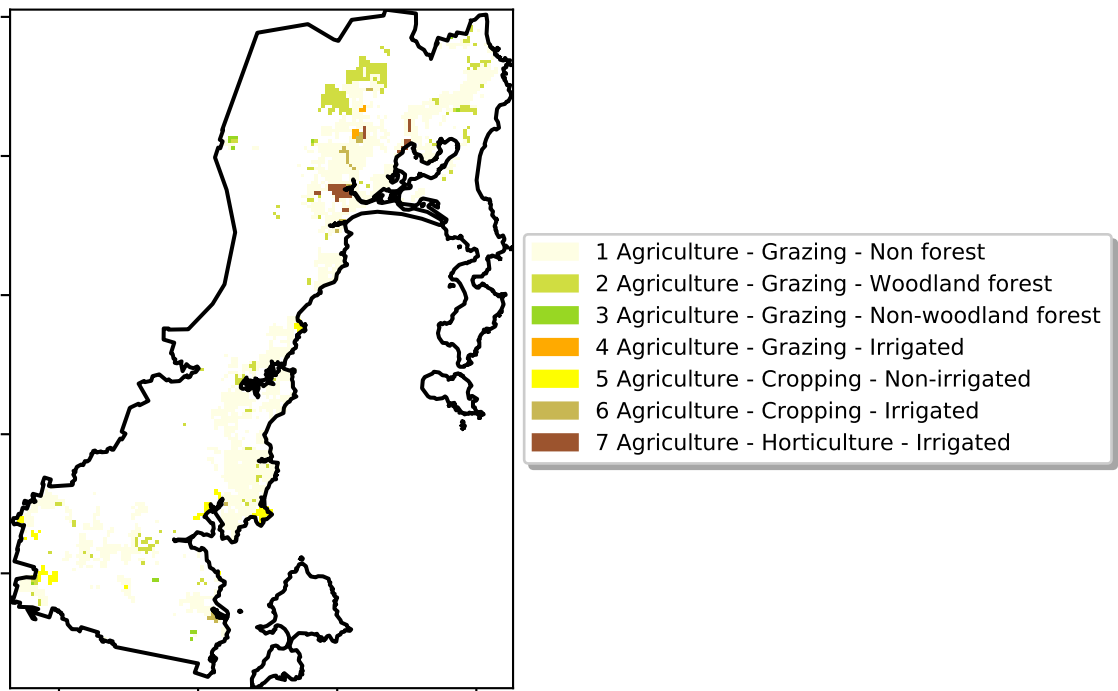 1 Agriculture - Grazing - Non forest
2 Agriculture - Grazing - Woodland forest
3 Agriculture - Grazing - Non-woodland forest
4 Agriculture - Grazing - Irrigated
5 Agriculture - Cropping - Non-irrigated
6 Agriculture - Cropping - Irrigated
7 Agriculture - Horticulture - Irrigated